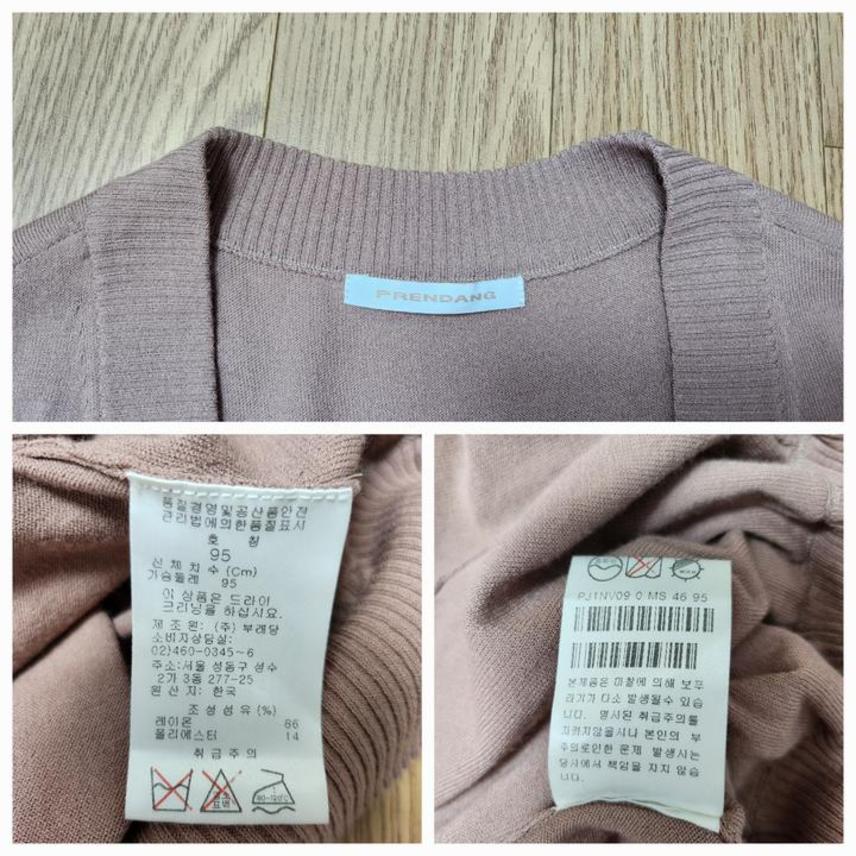 PRENDANG
품질경영및공산품안전
관리법에의한품질표시
호 칭
95
신 체 치 수 (Cm)
가슴둘레 95
이 상품은 드라이
크리닝을 하십시요.
제 조 원: (주) 부래당
소비자상담실:
02)460-0345~6
주소:서울 성동구 성수
2가 3동 277-25
원 산 지: 한국
조 성 섬 유 (%)
레이온 86
폴리에스터 14
취 급 주 의
염소
표백
80-120℃
PJ1NV09 0 MS 46 95
본제품은 마찰에 의해 보푸
라기가 다소 발생될수 있습
니다. 명시된 취급주의를
지키지않을시나 본인의 부
주의로인한 문제 발생시는
당사에서 책임을 지지 않습
니다.